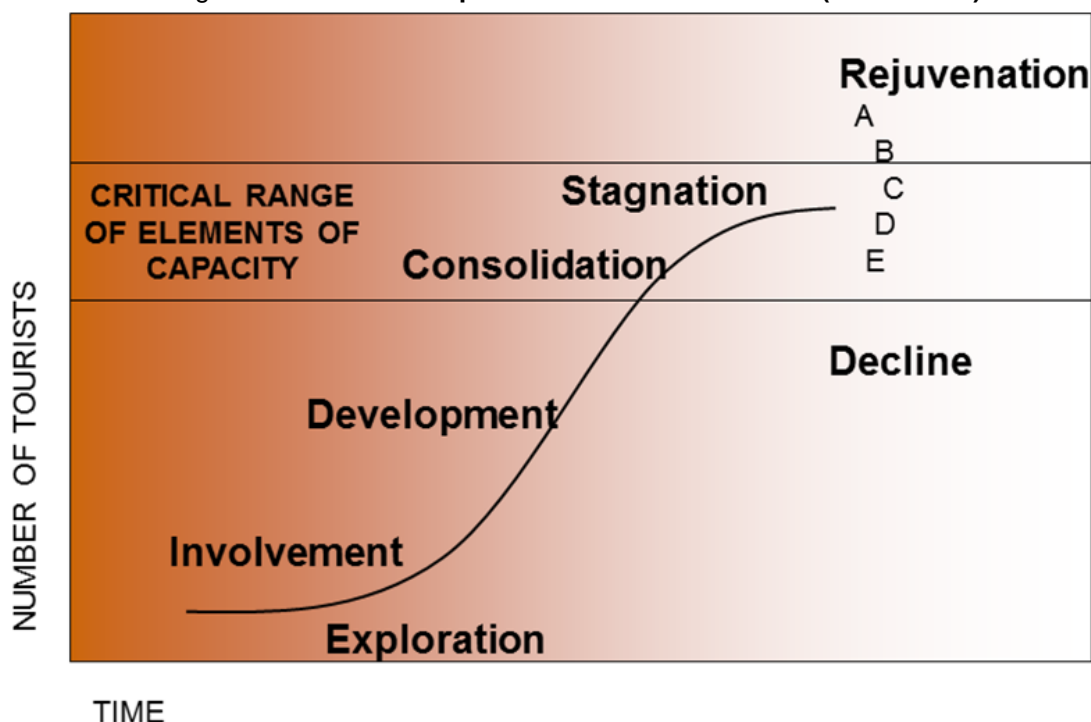 Rejuvenation
A
B
CRITICAL RANGE
OF ELEMENTS OF
CAPACITY
Stagnation
C
D
Consolidation
E
Decline
Development
Involvement
Exploration
NUMBER OF TOURISTS
TIME